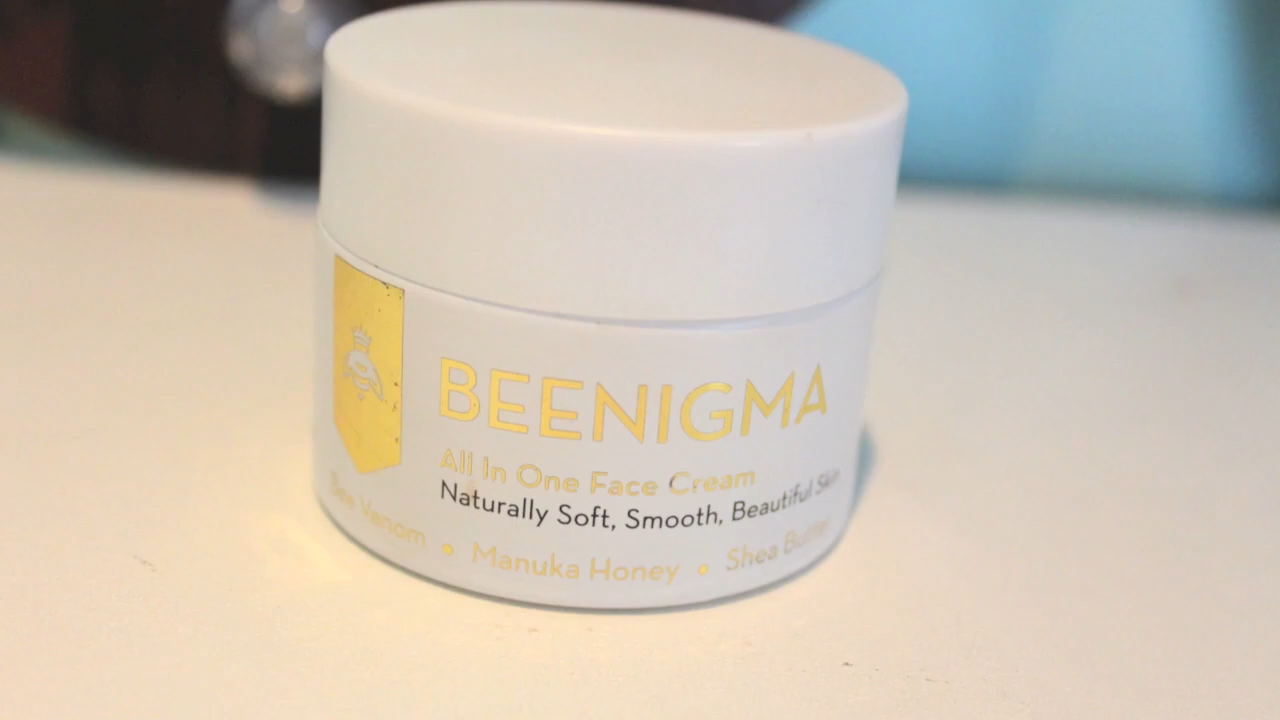 BEENIGMA
All In One Face Cream
Naturally Soft, Smooth, Beautiful Skin
Bee Venom • Manuka Honey • Shea Butter